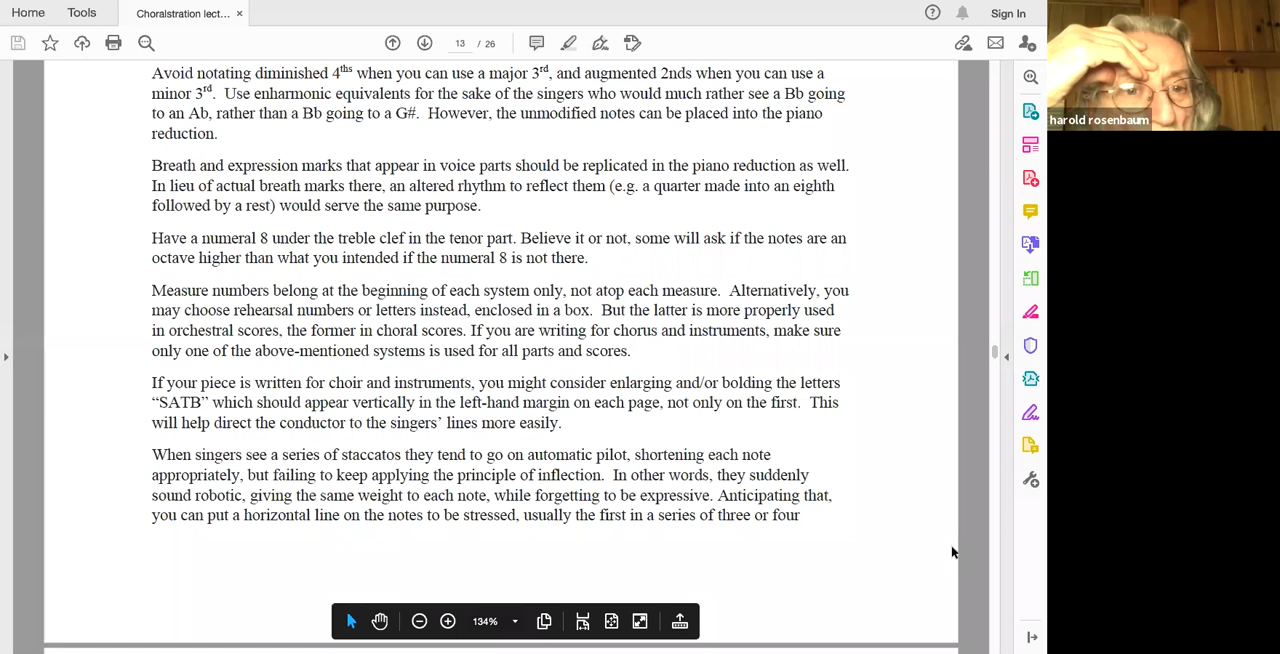 Home Tools Choralstration lect... × Sign In
13 / 26
Avoid notating diminished 4ths when you can use a major 3rd, and augmented 2nds when you can use a
minor 3rd. Use enharmonic equivalents for the sake of the singers who would much rather see a Bb going
to an Ab, rather than a Bb going to a G#. However, the unmodified notes can be placed into the piano
reduction.
harold rosenbaum
Breath and expression marks that appear in voice parts should be replicated in the piano reduction as well.
In lieu of actual breath marks there, an altered rhythm to reflect them (e.g. a quarter made into an eighth
followed by a rest) would serve the same purpose.
Have a numeral 8 under the treble clef in the tenor part. Believe it or not, some will ask if the notes are an
octave higher than what you intended if the numeral 8 is not there.
Measure numbers belong at the beginning of each system only, not atop each measure. Alternatively, you
may choose rehearsal numbers or letters instead, enclosed in a box. But the latter is more properly used
in orchestral scores, the former in choral scores. If you are writing for chorus and instruments, make sure
only one of the above-mentioned systems is used for all parts and scores.
If your piece is written for choir and instruments, you might consider enlarging and/or bolding the letters
“SATB” which should appear vertically in the left-hand margin on each page, not only on the first. This
will help direct the conductor to the singers’ lines more easily.
When singers see a series of staccatos they tend to go on automatic pilot, shortening each note
appropriately, but failing to keep applying the principle of inflection. In other words, they suddenly
sound robotic, giving the same weight to each note, while forgetting to be expressive. Anticipating that,
you can put a horizontal line on the notes to be stressed, usually the first in a series of three or four
134%